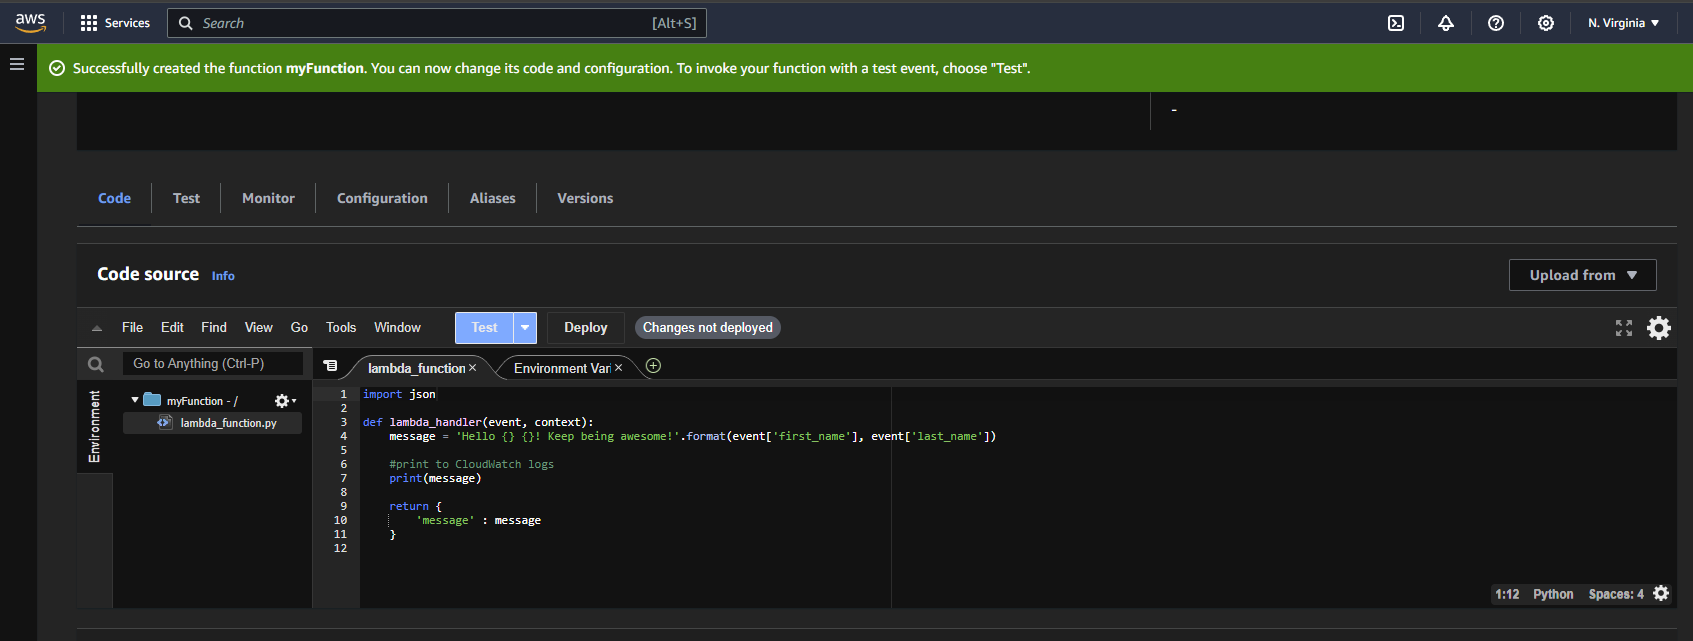 aws Services Search [Alt+S] N. Virginia
Successfully created the function myFunction. You can now change its code and configuration. To invoke your function with a test event, choose "Test".
-
Code Test Monitor Configuration Aliases Versions
Code source Info Upload from
File Edit Find View Go Tools Window Test Deploy Changes not deployed
Go to Anything (Ctrl-P) lambda_function × Environment Vari ×
Environment
myFunction - /
lambda_function.py
1 import json
2
3 def lambda_handler(event, context):
4     message = 'Hello {} {}! Keep being awesome!'.format(event['first_name'], event['last_name'])
5
6     #print to CloudWatch logs
7     print(message)
8
9     return {
10         'message' : message
11     }
12
1:12 Python Spaces: 4